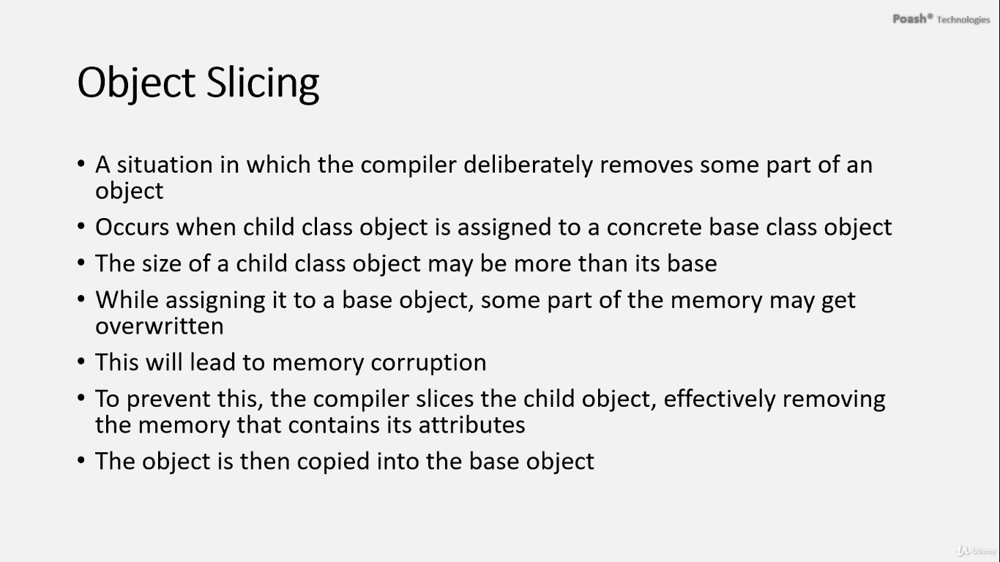 Poash® Technologies
Object Slicing
• A situation in which the compiler deliberately removes some part of an
object
• Occurs when child class object is assigned to a concrete base class object
• The size of a child class object may be more than its base
• While assigning it to a base object, some part of the memory may get
overwritten
• This will lead to memory corruption
• To prevent this, the compiler slices the child object, effectively removing
the memory that contains its attributes
• The object is then copied into the base object
Udemy